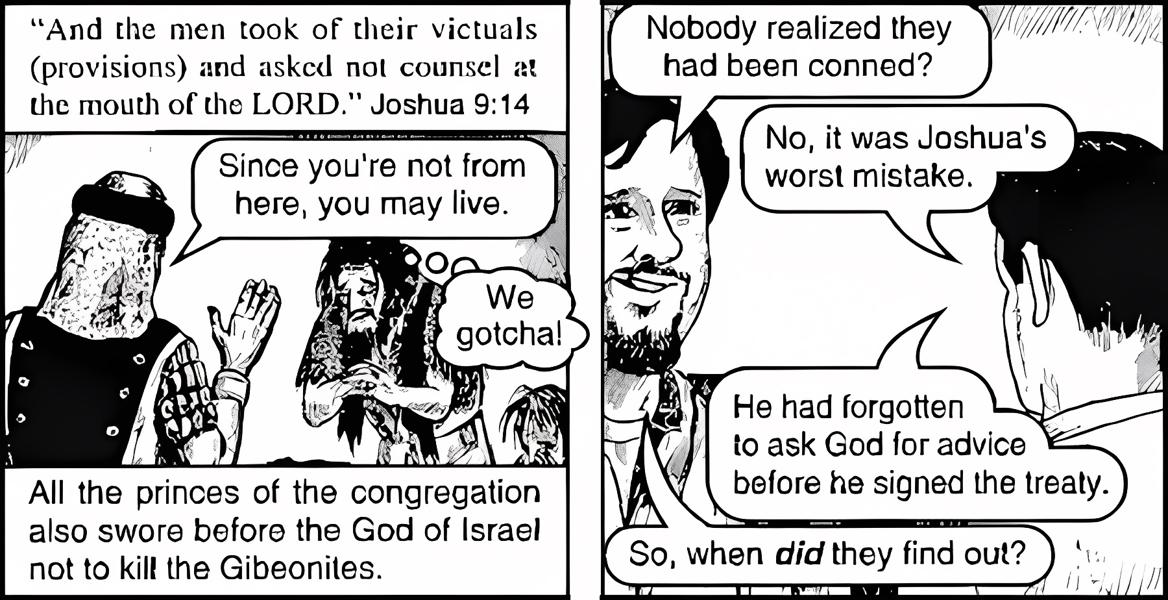 “And the men took of their victuals
(provisions) and asked not counsel at
the mouth of the LORD.” Joshua 9:14
Since you're not from
here, you may live.
We
gotcha!
All the princes of the congregation
also swore before the God of Israel
not to kill the Gibeonites.
Nobody realized they
had been conned?
No, it was Joshua's
worst mistake.
He had forgotten
to ask God for advice
before he signed the treaty.
So, when did they find out?